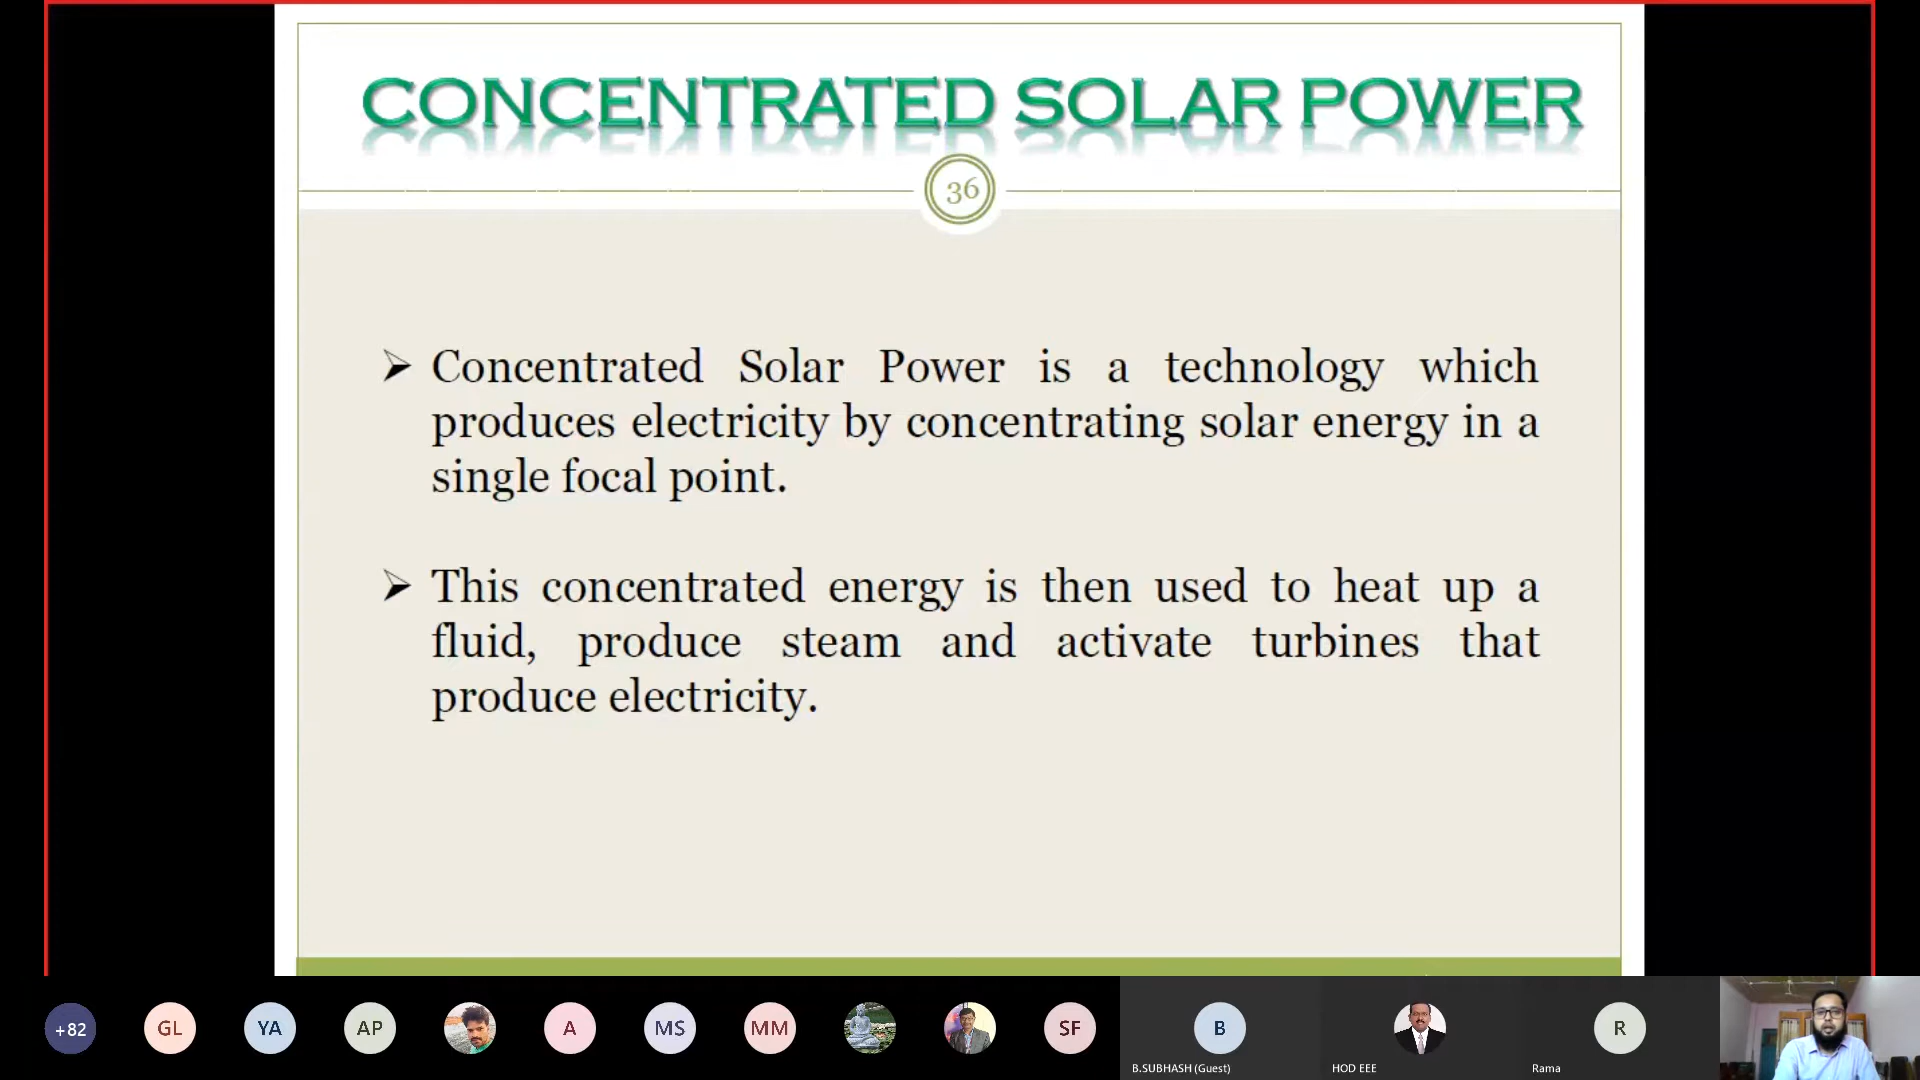 CONCENTRATED SOLAR POWER
36
➢ Concentrated Solar Power is a technology which
produces electricity by concentrating solar energy in a
single focal point.
➢ This concentrated energy is then used to heat up a
fluid, produce steam and activate turbines that
produce electricity.
+82
GL
YA
AP
A
MS
MM
SF
B
R
B.SUBHASH (Guest)
HOD EEE
Rama